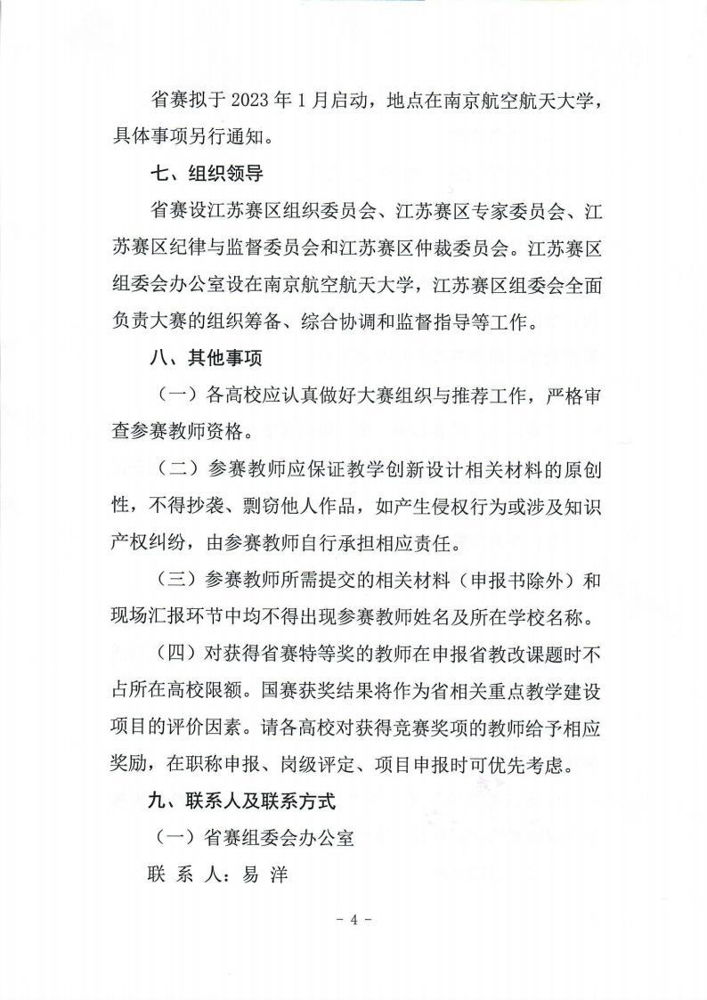 省赛拟于 2023 年 1 月启动，地点在南京航空航天大学，
具体事项另行通知。
七、组织领导
省赛设江苏赛区组织委员会、江苏赛区专家委员会、江
苏赛区纪律与监督委员会和江苏赛区仲裁委员会。江苏赛区
组委会办公室设在南京航空航天大学，江苏赛区组委会全面
负责大赛的组织筹备、综合协调和监督指导等工作。
八、其他事项
（一）各高校应认真做好大赛组织与推荐工作，严格审
查参赛教师资格。
（二）参赛教师应保证教学创新设计相关材料的原创
性，不得抄袭、剽窃他人作品，如产生侵权行为或涉及知识
产权纠纷，由参赛教师自行承担相应责任。
（三）参赛教师所需提交的相关材料（申报书除外）和
现场汇报环节中均不得出现参赛教师姓名及所在学校名称。
（四）对获得省赛特等奖的教师在申报省教改课题时不
占所在高校限额。国赛获奖结果将作为省相关重点教学建设
项目的评价因素。请各高校对获得竞赛奖项的教师给予相应
奖励，在职称申报、岗级评定、项目申报时可优先考虑。
九、联系人及联系方式
（一）省赛组委会办公室
联 系 人：易 洋
- 4 -